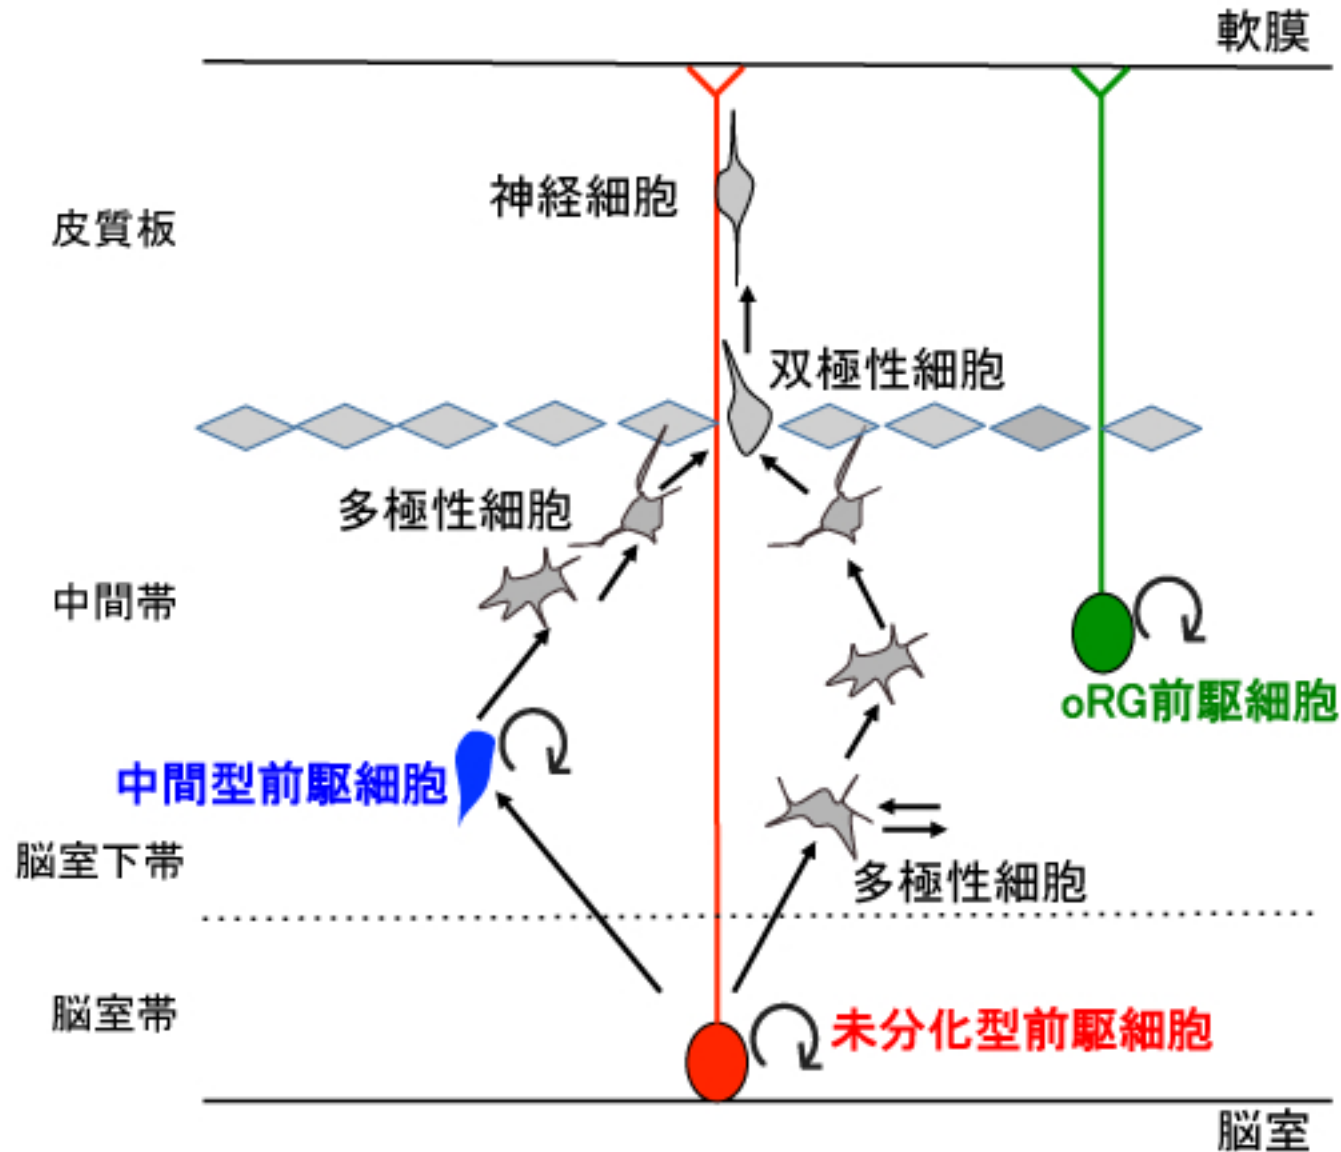 軟膜
神経細胞
皮質板
双極性細胞
多極性細胞
中間帯
oRG前駆細胞
中間型前駆細胞
脳室下帯
多極性細胞
脳室帯
未分化型前駆細胞
脳室